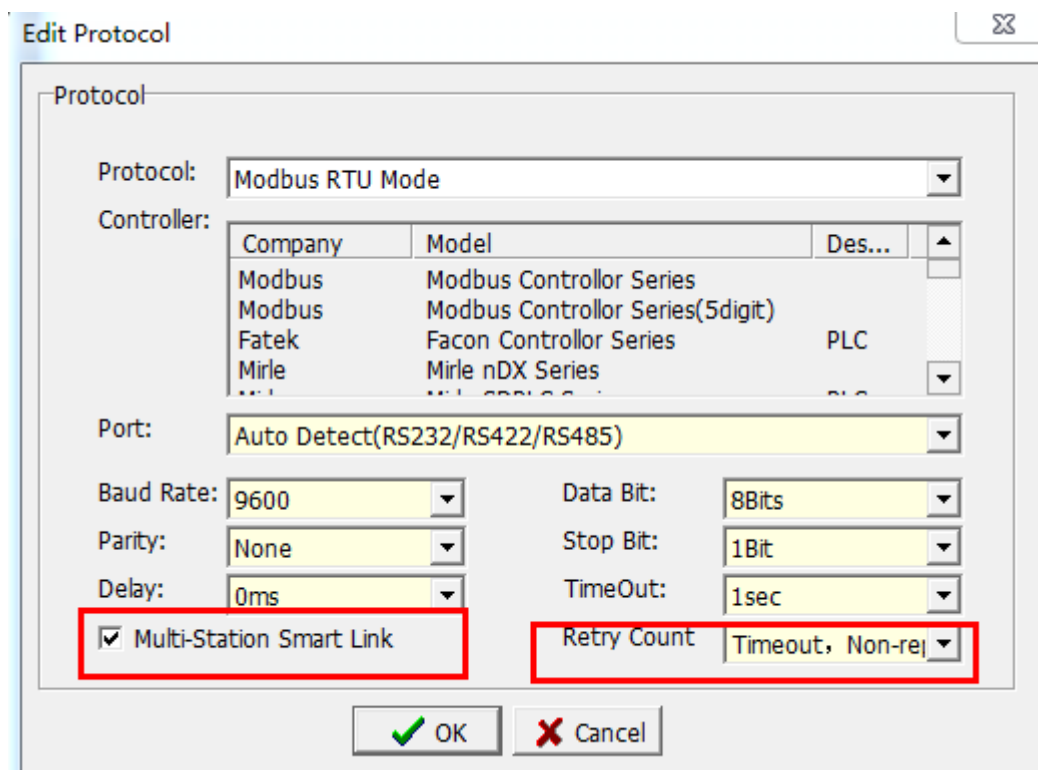 Edit Protocol
Protocol
Protocol: Modbus RTU Mode
Controller:
Company Model Des...
Modbus Modbus Controllor Series
Modbus Modbus Controllor Series(5digit)
Fatek Facon Controllor Series PLC
Mirle Mirle nDX Series
Port: Auto Detect(RS232/RS422/RS485)
Baud Rate: 9600 Data Bit: 8Bits
Parity: None Stop Bit: 1Bit
Delay: 0ms TimeOut: 1sec
Multi-Station Smart Link Retry Count Timeout，Non-rep
OK Cancel